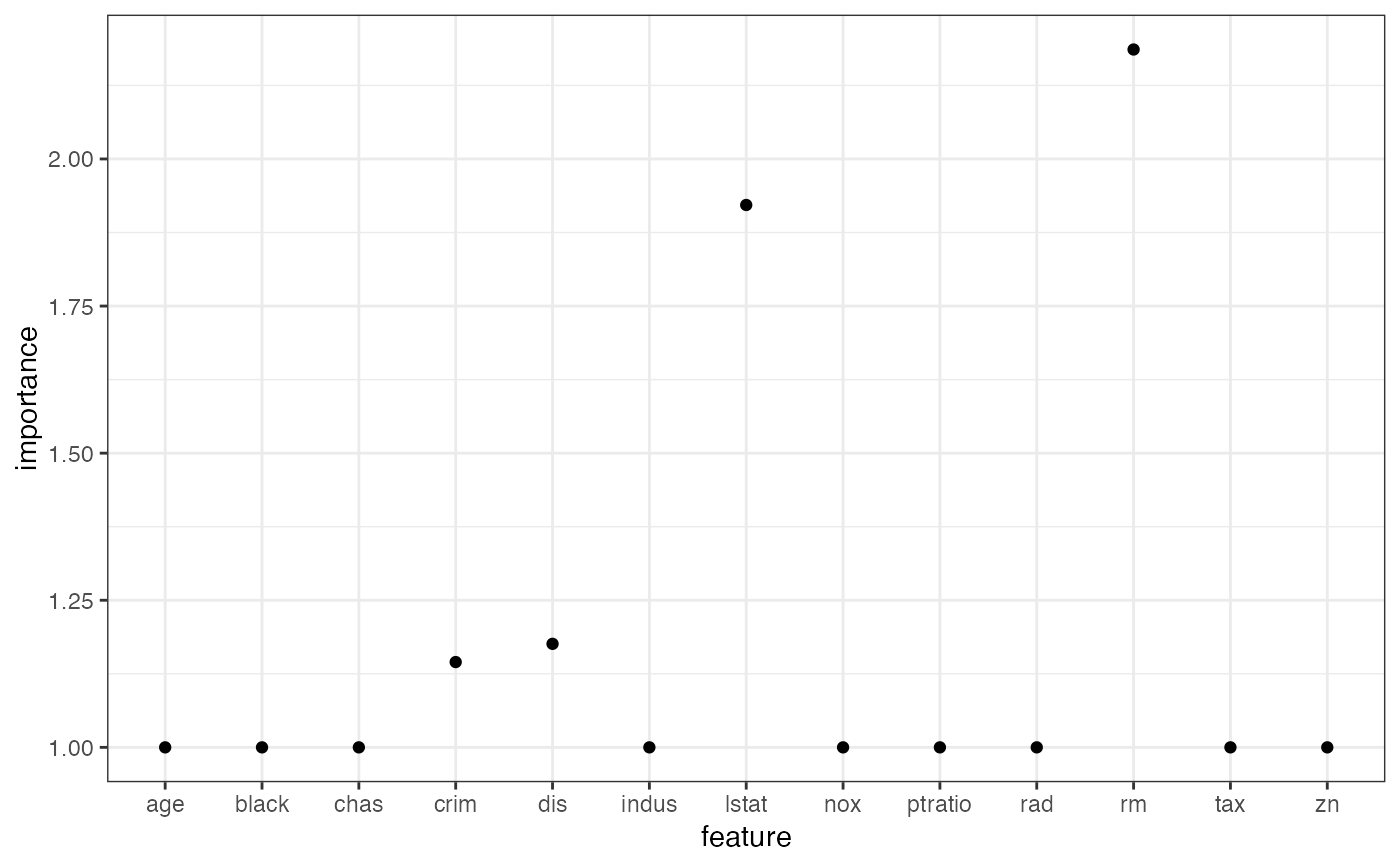 importance
2.00
1.75
1.50
1.25
1.00
age black chas crim dis indus lstat nox ptratio rad rm tax zn
feature